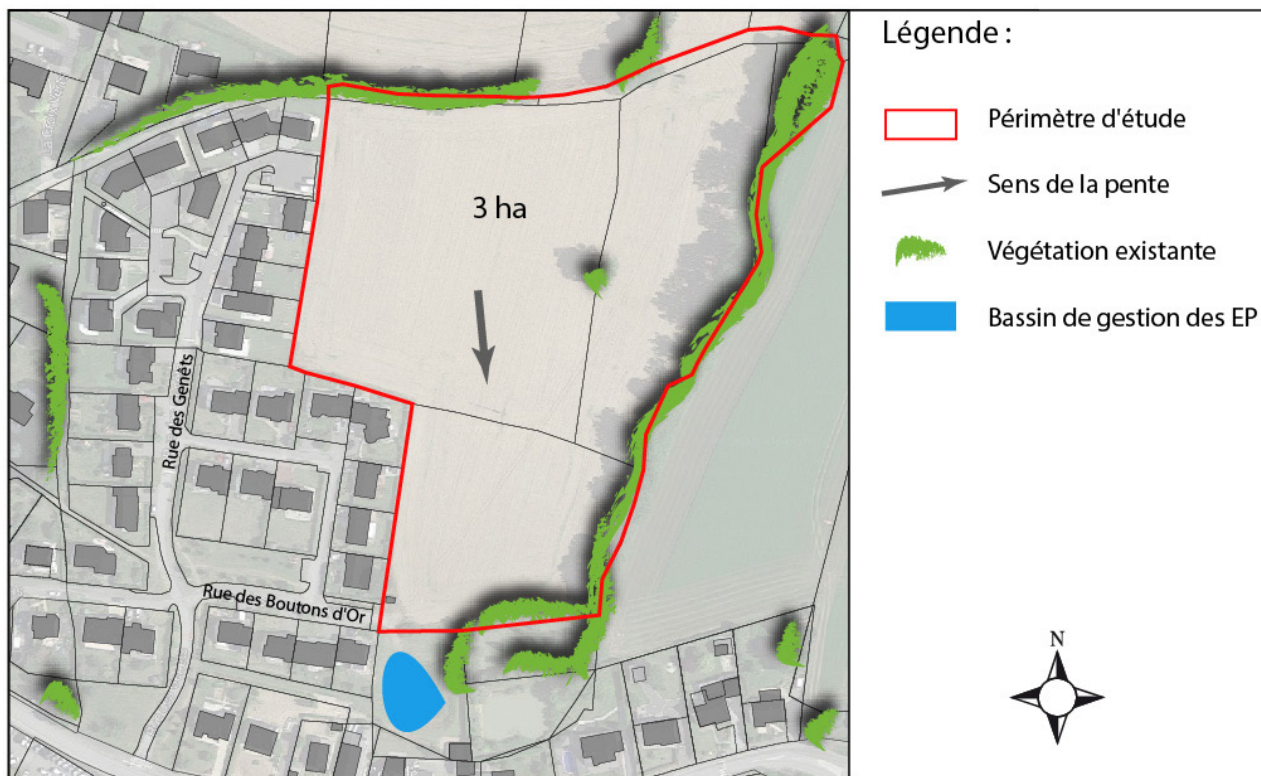 Légende :
Périmètre d'étude
3 ha
Sens de la pente
Végétation existante
Bassin de gestion des EP
Rue des Genêts
Rue des Boutons d'Or
N